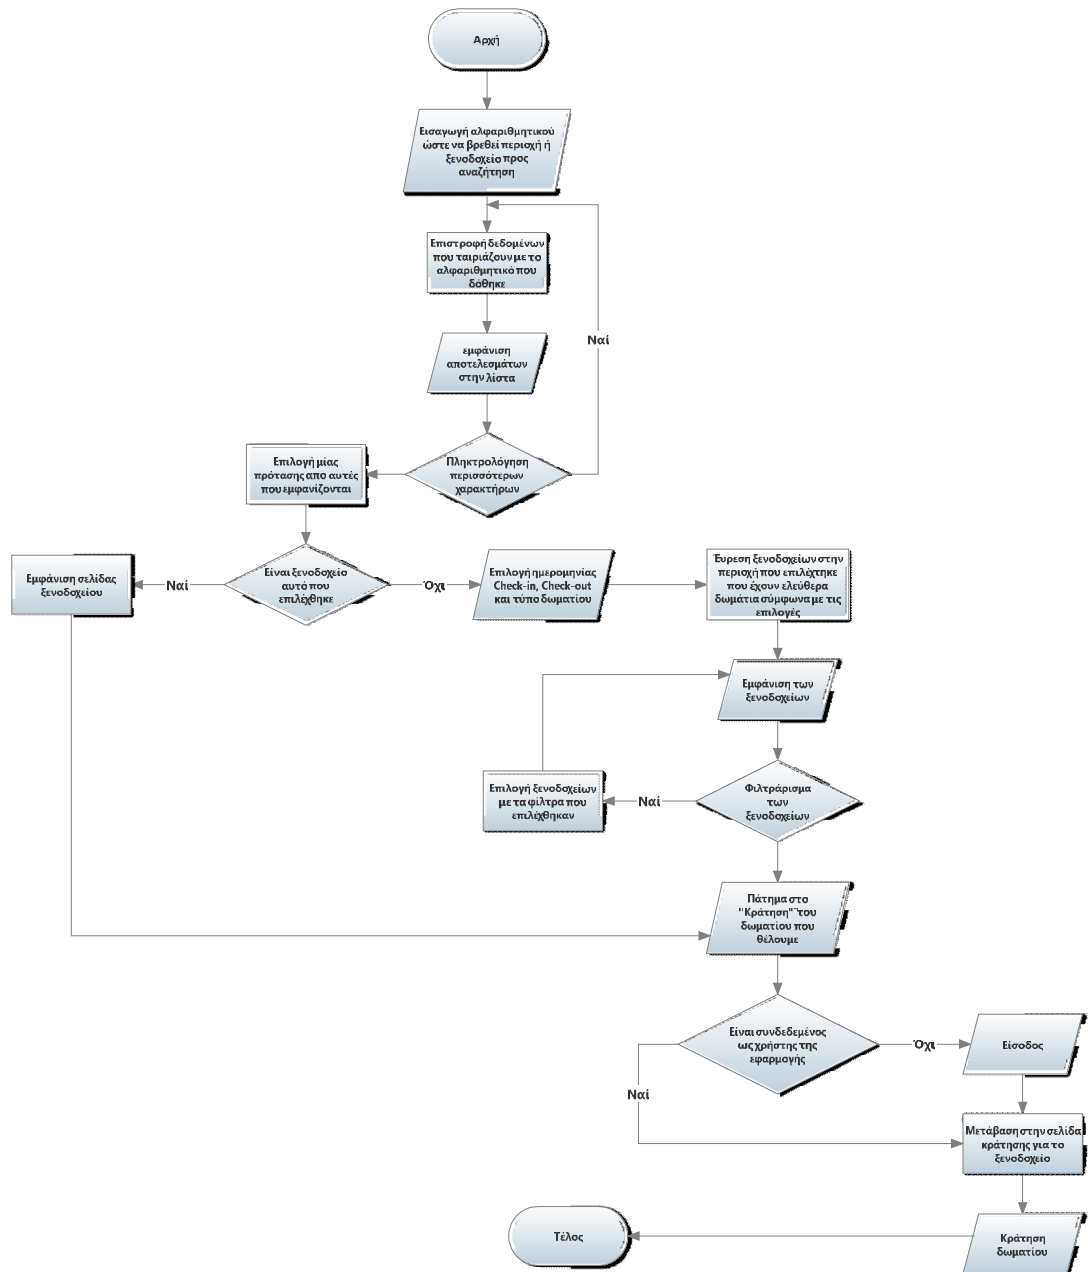 Αρχή
Εισαγωγή αλφαριθμητικού
ώστε να βρεθεί περιοχή ή
ξενοδοχείο προς
αναζήτηση
Επιστροφή δεδομένων
που ταιριάζουν με το
αλφαριθμητικό που
δόθηκε
Ναί
εμφάνιση
αποτελεσμάτων
στην λίστα
Πληκτρολόγηση
περισσότερων
χαρακτήρων
Επιλογή μίας
πρότασης απο αυτές
που εμφανίζονται
Είναι ξενοδοχείο
αυτό που
επιλέχθηκε
Ναί
Εμφάνιση σελίδας
ξενοδοχείου
Όχι
Επιλογή ημερομηνίας
Check-in, Check-out
και τύπο δωματίου
Έυρεση ξενοδοχείων στην
περιοχή που επιλέχτηκε
που έχουν ελεύθερα
δωμάτια σύμφωνα με τις
επιλογές
Εμφάνιση των
ξενοδοχείων
Φιλτράρισμα
των
ξενοδοχείων
Ναί
Επιλογή ξενοδοχείων
με τα φίλτρα που
επιλέχθηκαν
Πάτημα στο
"Κράτηση" του
δωματίου που
θέλουμε
Είναι συνδεδεμένος
ως χρήστης της
εφαρμογής
Όχι
Είσοδος
Ναί
Μετάβαση στην σελίδα
κράτησης για το
ξενοδοχείο
Κράτηση
δωματίου
Τέλος